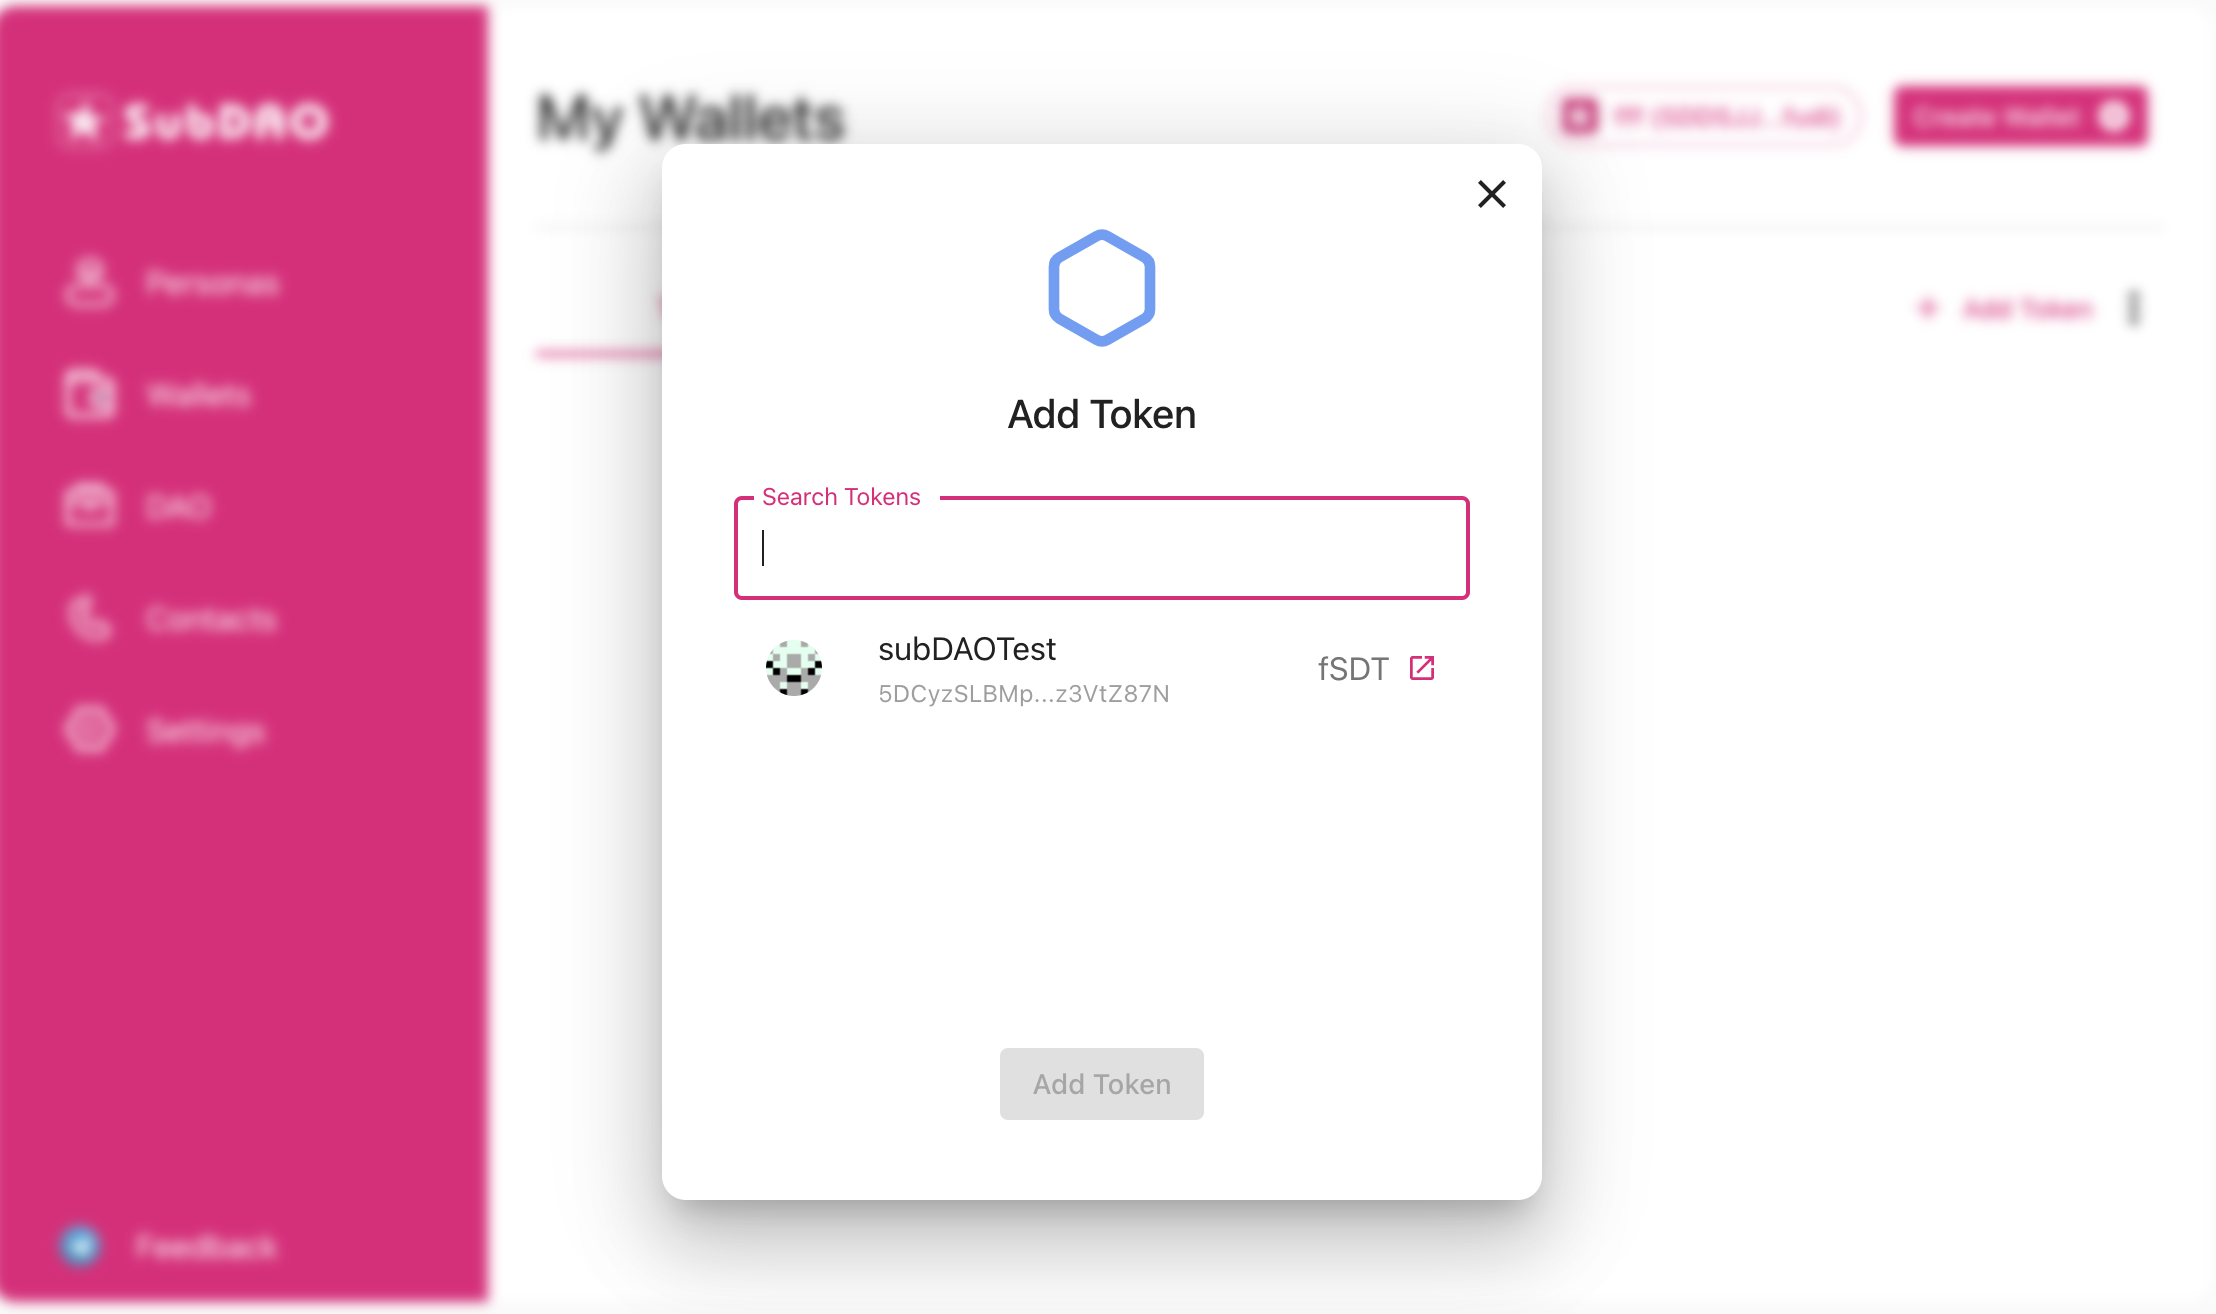 SubDAO
My Wallets
Create Wallet
Personas
Wallets
DAO
Contacts
Settings
Feedback
Add Token
Add Token
Search Tokens
subDAOTest
5DCyzSLBMp...z3VtZ87N
fSDT
Add Token